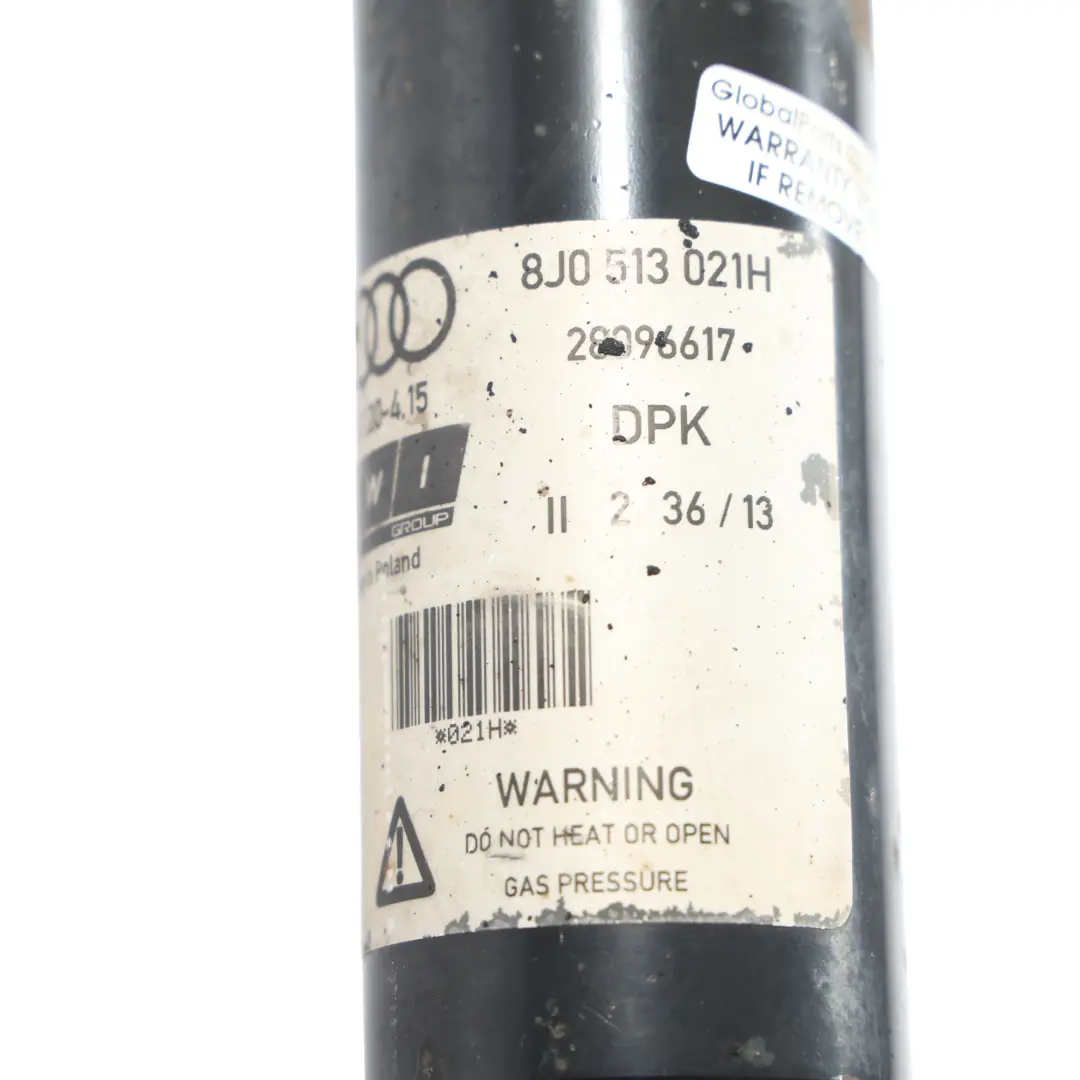 GlobalParts
WARRANTY
IF REMOVE
8J0 513 021H
28096617
4.15
DPK
W I
GROUP
II 2 36 / 13
Poland
*021H*
WARNING
DO NOT HEAT OR OPEN
GAS PRESSURE